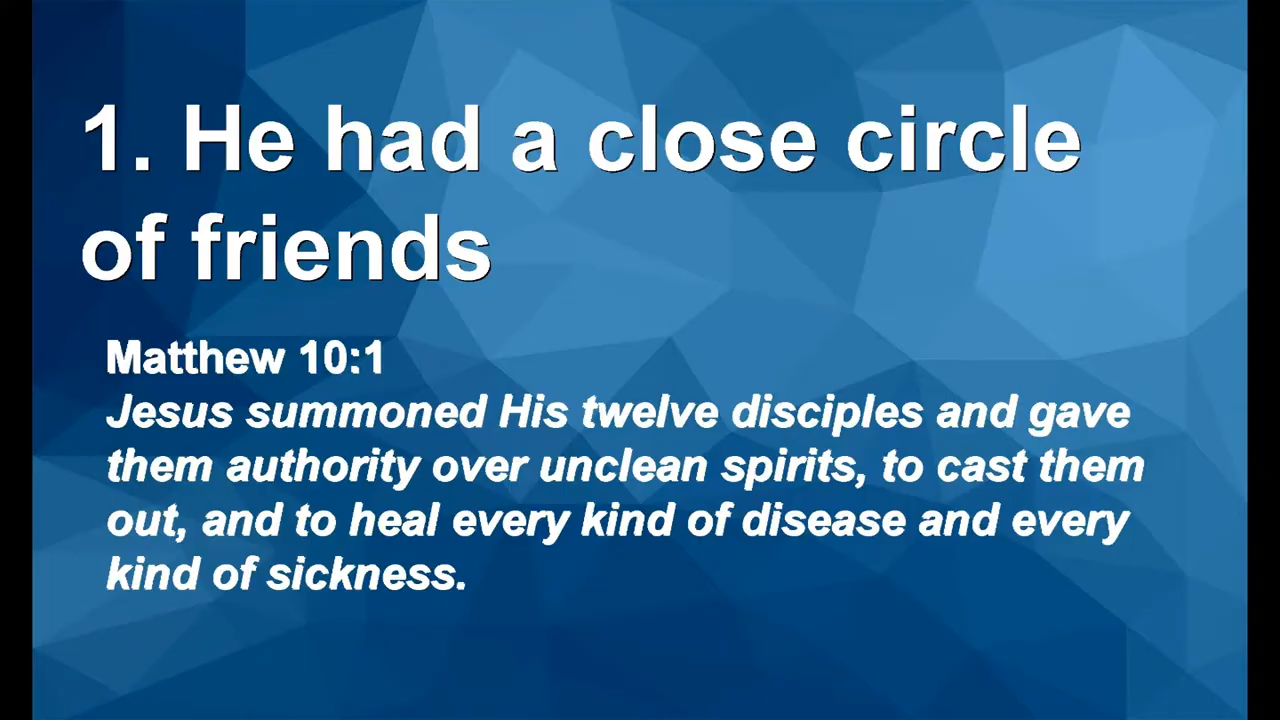 1. He had a close circle
of friends
Matthew 10:1
Jesus summoned His twelve disciples and gave
them authority over unclean spirits, to cast them
out, and to heal every kind of disease and every
kind of sickness.